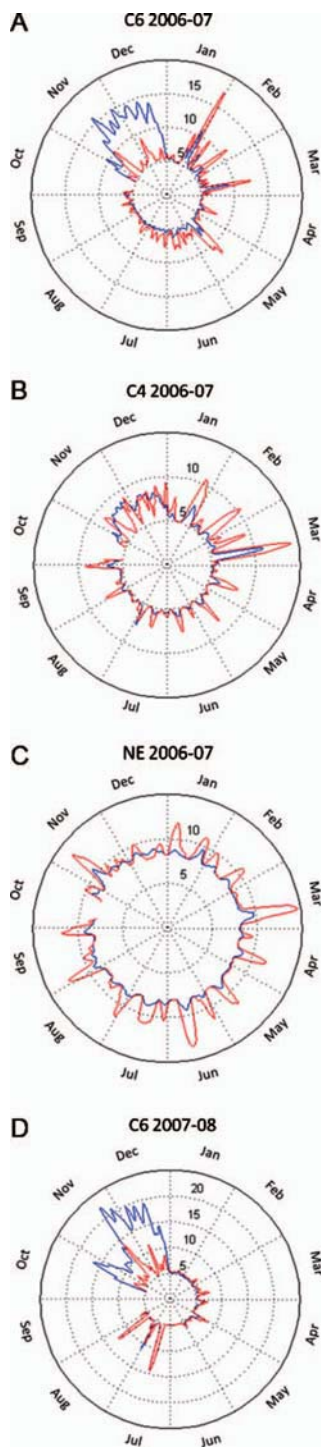 A
C6 2006-07
Dec Jan
Nov Feb
15
10
5
Oct Mar
Sep Apr
Aug May
Jul Jun
B
C4 2006-07
Dec Jan
Nov Feb
10
5
Oct Mar
Sep Apr
Aug May
Jul Jun
C
NE 2006-07
Dec Jan
Nov Feb
10
5
Oct Mar
Sep Apr
Aug May
Jul Jun
D
C6 2007-08
Dec Jan
Nov Feb
20
15
10
5
Oct Mar
Sep Apr
Aug May
Jul Jun